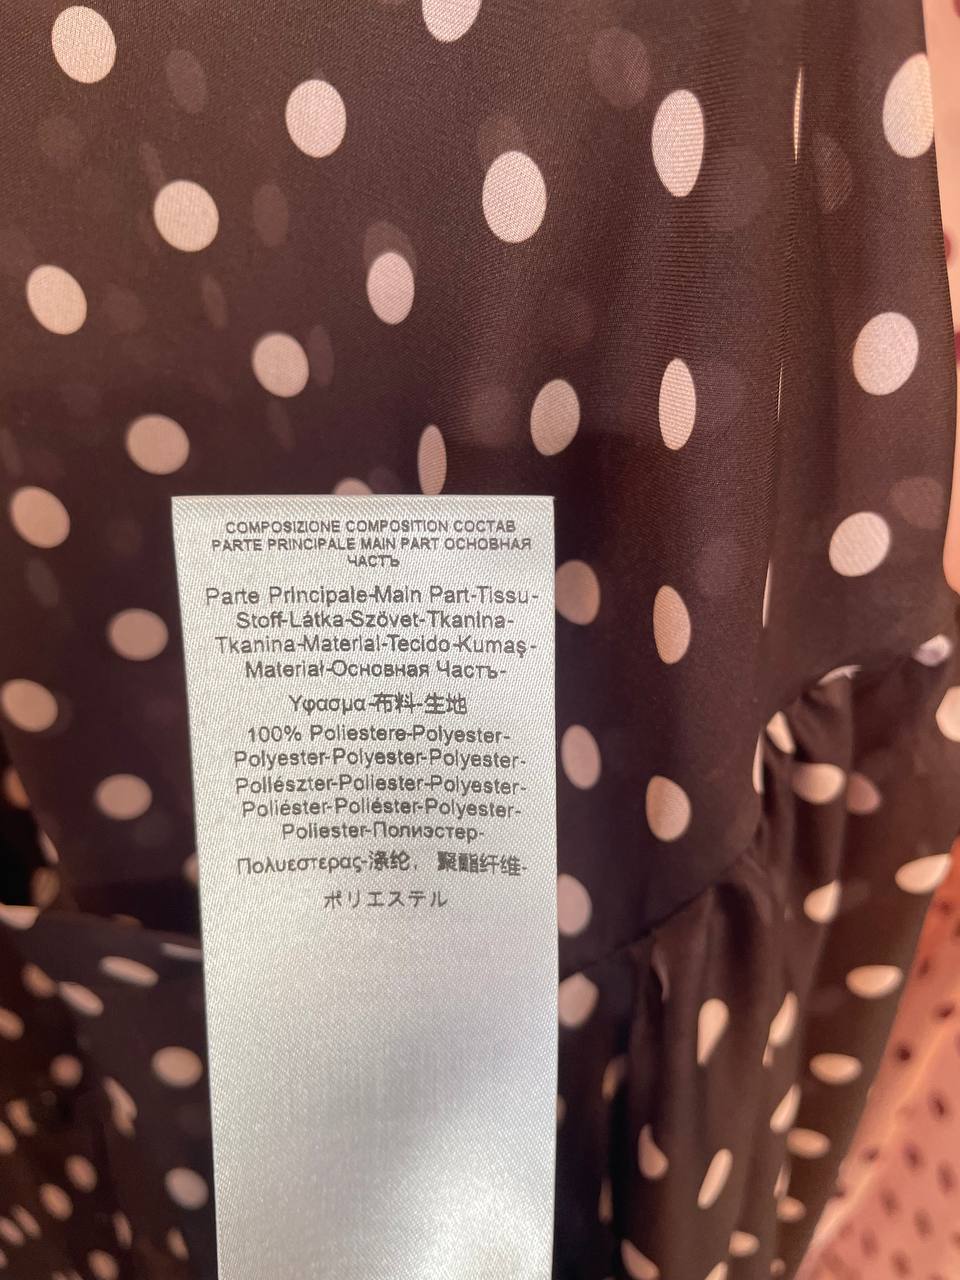 COMPOSIZIONE COMPOSITION СОСТАВ
PARTE PRINCIPALE MAIN PART ОСНОВНАЯ
ЧАСТЬ
Parte Principale-Main Part-Tissu-
Stoff-Látka-Szövet-Tkanina-
Tkanina-Material-Tecido-Kumaş-
Materiał-Основная Часть-
Υφασμα-布料-生地
100% Poliestere-Polyester-
Polyester-Polyester-Polyester-
Poliészter-Poliester-Polyester-
Poliéster-Poliéster-Polyester-
Poliester-Полиэстер-
Πολυεστερας-涤纶, 聚酯纤维-
ポリエステル